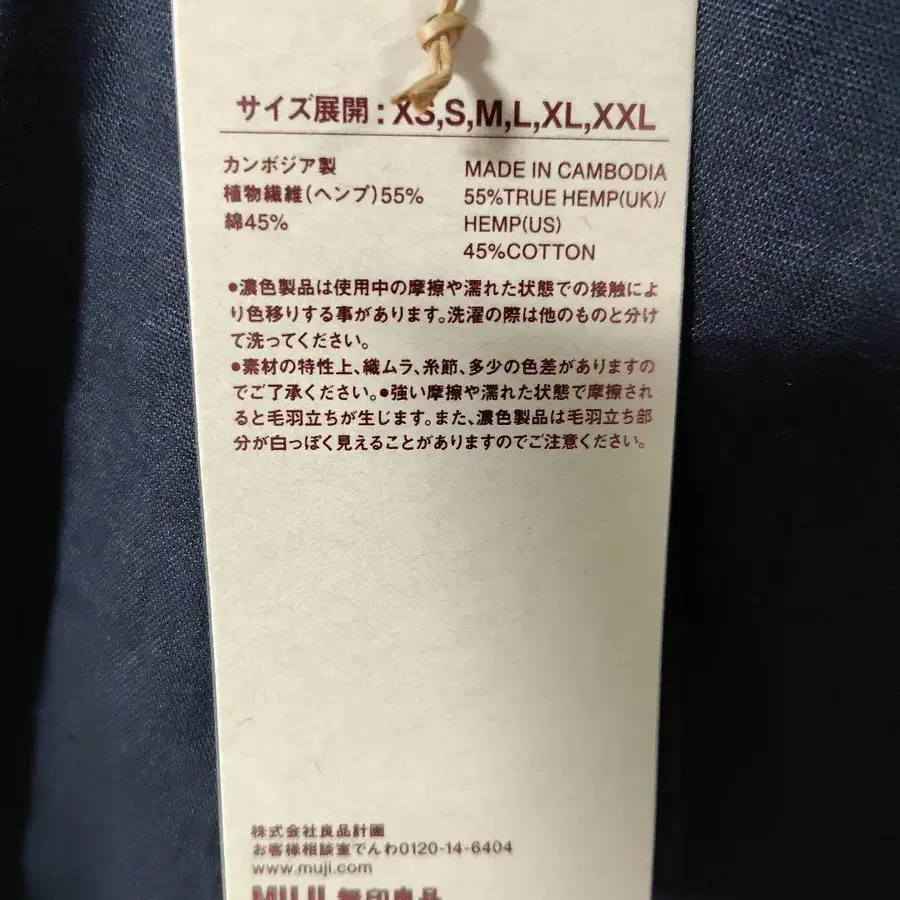 サイズ展開：XS,S,M,L,XL,XXL
カンボジア製
植物繊維(ヘンプ)55%
綿45%
MADE IN CAMBODIA
55%TRUE HEMP(UK)/
HEMP(US)
45%COTTON
●濃色製品は使用中の摩擦や濡れた状態での接触によ
り色移りする事があります。洗濯の際は他のものと分け
て洗ってください。
●素材の特性上、織ムラ、糸節、多少の色差がありますの
でご了承ください。●強い摩擦や濡れた状態で摩擦され
ると毛羽立ちが生じます。また、濃色製品は毛羽立ち部
分が白っぽく見えることがありますのでご注意ください。
株式会社良品計画
お客様相談室でんわ0120-14-6404
www.muji.com
MUJI 無印良品